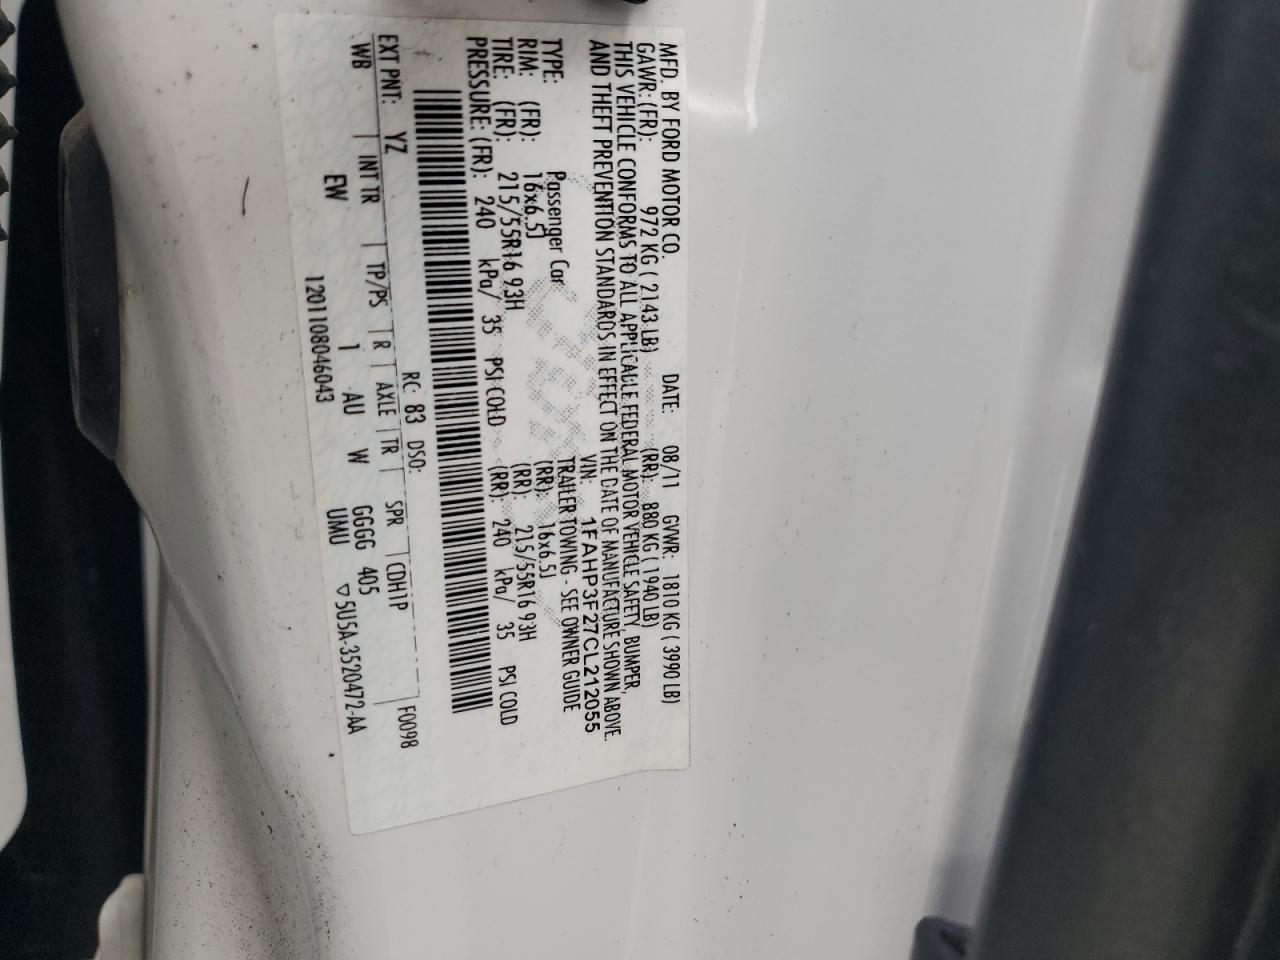 MFD. BY FORD MOTOR CO. DATE: 08/11 GVWR: 1810 KG ( 3990 LB)
GAWR: (FR): 972 KG ( 2143 LB) (RR): 880 KG ( 1940 LB)
THIS VEHICLE CONFORMS TO ALL APPLICABLE FEDERAL MOTOR VEHICLE SAFETY, BUMPER,
AND THEFT PREVENTION STANDARDS IN EFFECT ON THE DATE OF MANUFACTURE SHOWN ABOVE.
VIN: 1FAHP3F27CL212055
TYPE: Passenger Car TRAILER TOWING - SEE OWNER GUIDE
RIM: (FR): 16x6.5J (RR): 16x6.5J
TIRE: (FR): 215/55R16 93H (RR): 215/55R16 93H
PRESSURE: (FR): 240 kPa/ 35 PSI COLD (RR): 240 kPa/ 35 PSI COLD
EXT PNT: YZ RC: 83 DSO: F0098
WB | INT TR | TP/PS | R | AXLE | TR | SPR | CDH1P
EW 1 AU W GGGG 405
1201108046043 UMU ▽ 5U5A-3520472-AA